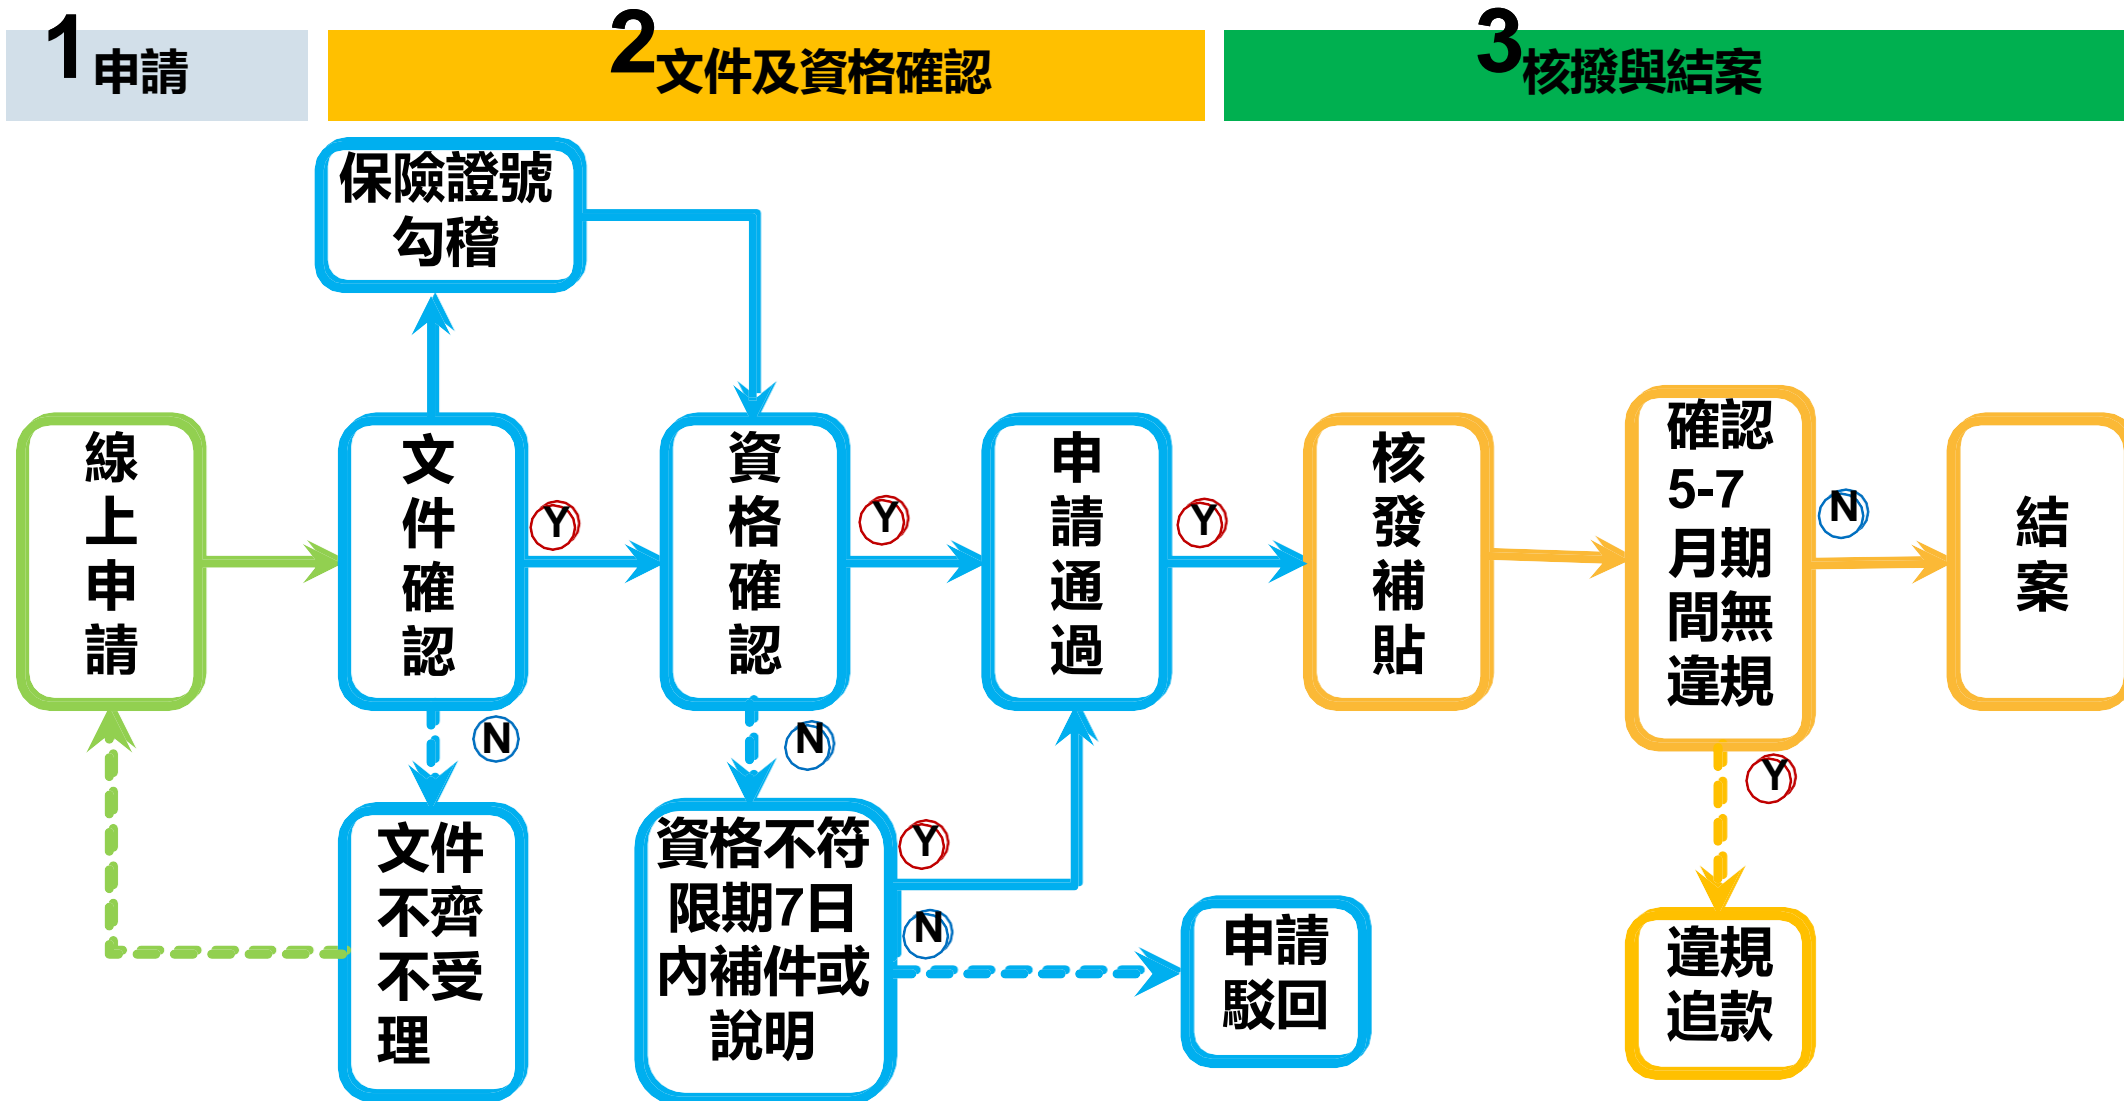 1申請
2文件及資格確認
3核撥與結案
保險證號
勾稽
線
上
申
請
文
件
確
認
Y
資
格
確
認
Y
申
請
通
過
Y
核
發
補
貼
確認
5-7
月期
間無
違規
N
結
案
N
文件
不齊
不受
理
N
資格不符
限期7日
內補件或
說明
Y
N
申請
駁回
Y
違規
追款